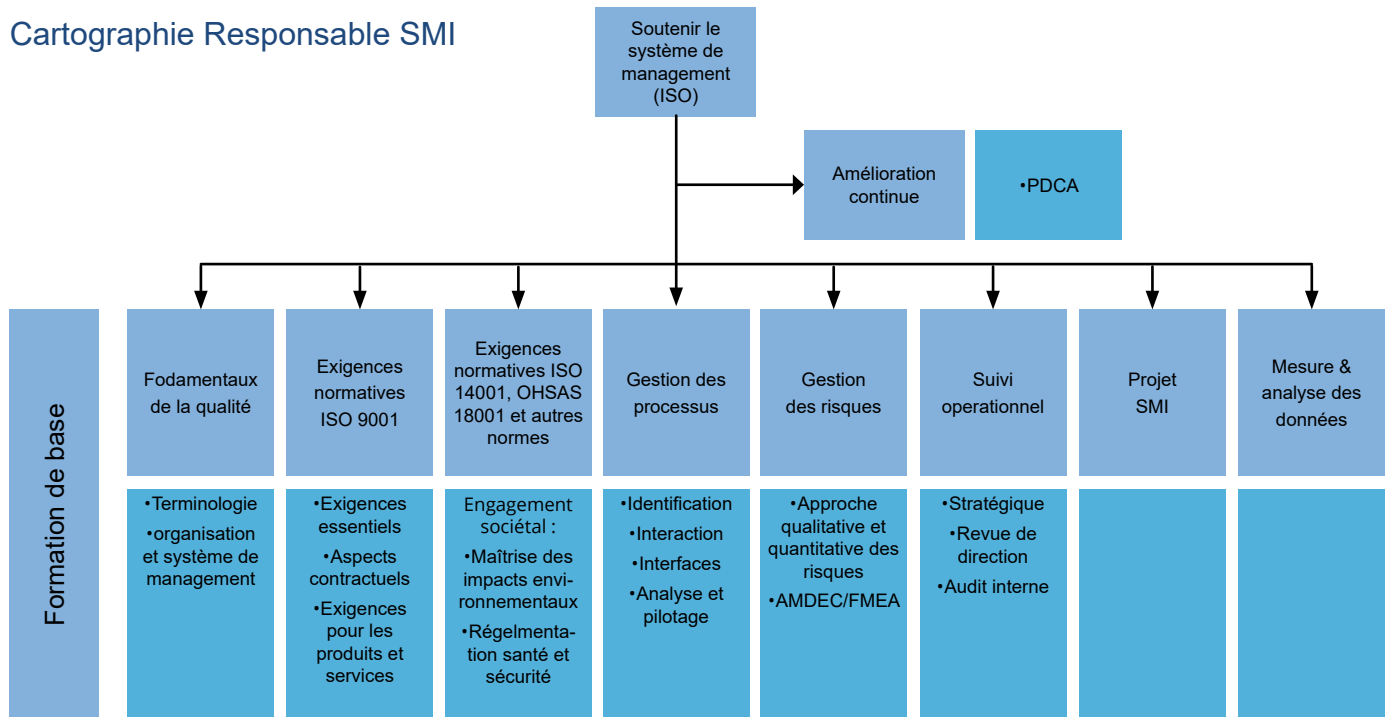 Cartographie Responsable SMI
Soutenir le
système de
management
(ISO)
Amélioration
continue
•PDCA
Formation de base
Fodamentaux
de la qualité
Exigences
normatives
ISO 9001
Exigences
normatives ISO
14001, OHSAS
18001 et autres
normes
Gestion des
processus
Gestion
des risques
Suivi
operationnel
Projet
SMI
Mesure &
analyse des
données
•Terminologie
•organisation
et système de
management
•Exigences
essentiels
•Aspects
contractuels
•Exigences
pour les
produits et
services
Engagement
sociétal :
•Maîtrise des
impacts envi-
ronnementaux
•Régelmenta-
tion santé et
sécurité
•Identification
•Interaction
•Interfaces
•Analyse et
pilotage
•Approche
qualitative et
quantitative des
risques
•AMDEC/FMEA
•Stratégique
•Revue de
direction
•Audit interne